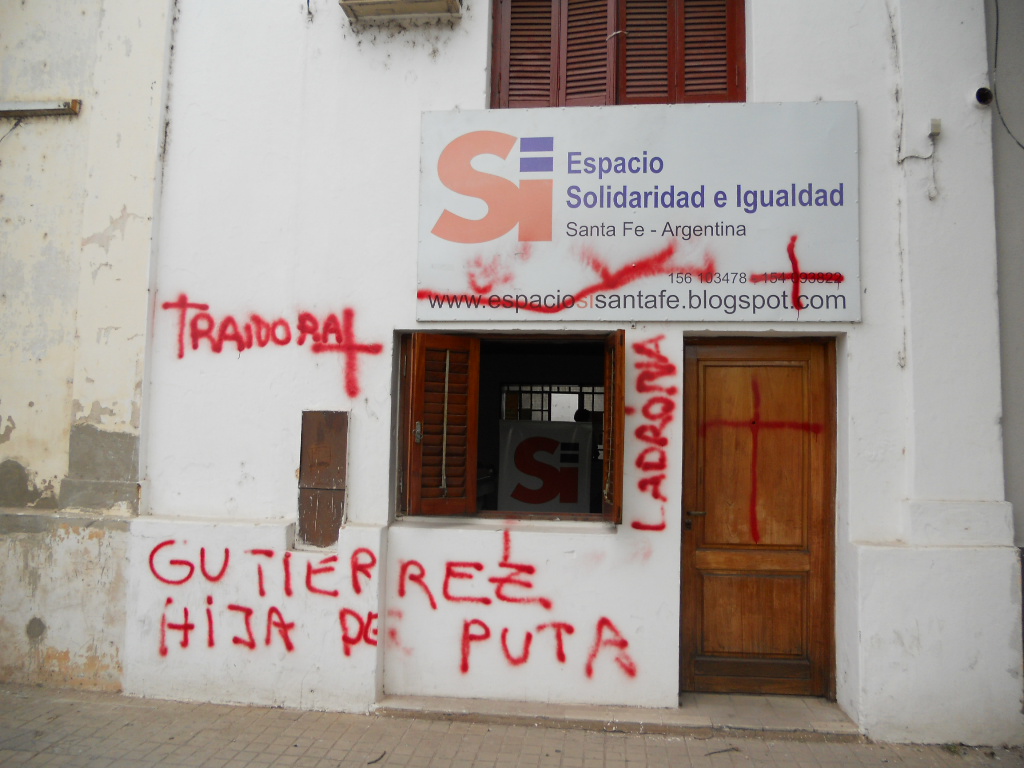 Si
Espacio
Solidaridad e Igualdad
Santa Fe - Argentina
156 103478 - 154
www.espaciosisantafe.blogspot.com
TRAIDORA
LADRONA
Si
GUTIERREZ
HIJA DE PUTA